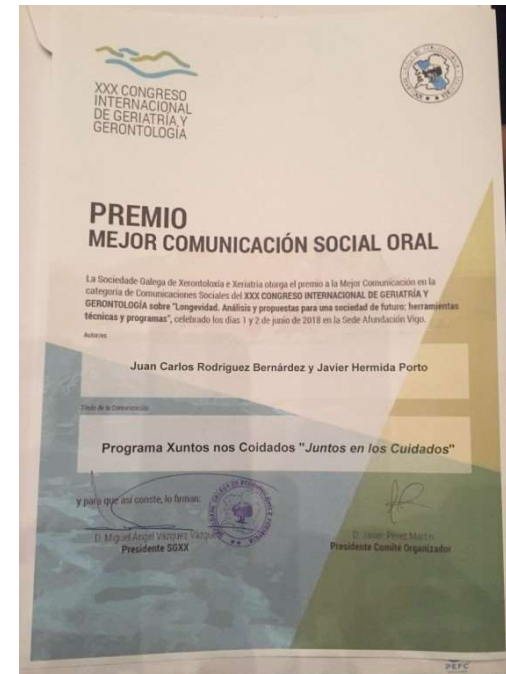 XXX CONGRESO
INTERNACIONAL
DE GERIATRÍA Y
GERONTOLOGÍA
PREMIO
MEJOR COMUNICACIÓN SOCIAL ORAL
La Sociedade Galega de Xerontoloxía e Xeriatría otorga el premio a la Mejor Comunicación en la
categoría de Comunicaciones Sociales del XXX CONGRESO INTERNACIONAL DE GERIATRÍA Y
GERONTOLOGÍA sobre "Longevidad. Análisis y propuestas para una sociedad de futuro: herramientas
técnicas y programas", celebrado los días 1 y 2 de junio de 2018 en la Sede Afundación Vigo.
Autor/es
Juan Carlos Rodríguez Bernárdez y Javier Hermida Porto
Título de la Comunicación
Programa Xuntos nos Coidados "Juntos en los Cuidados"
y para que así conste, lo firman:
D. Miguel Ángel Vázquez Vázquez
Presidente SGXX
D. Javier Pérez Martín
Presidente Comité Organizador
PEFC